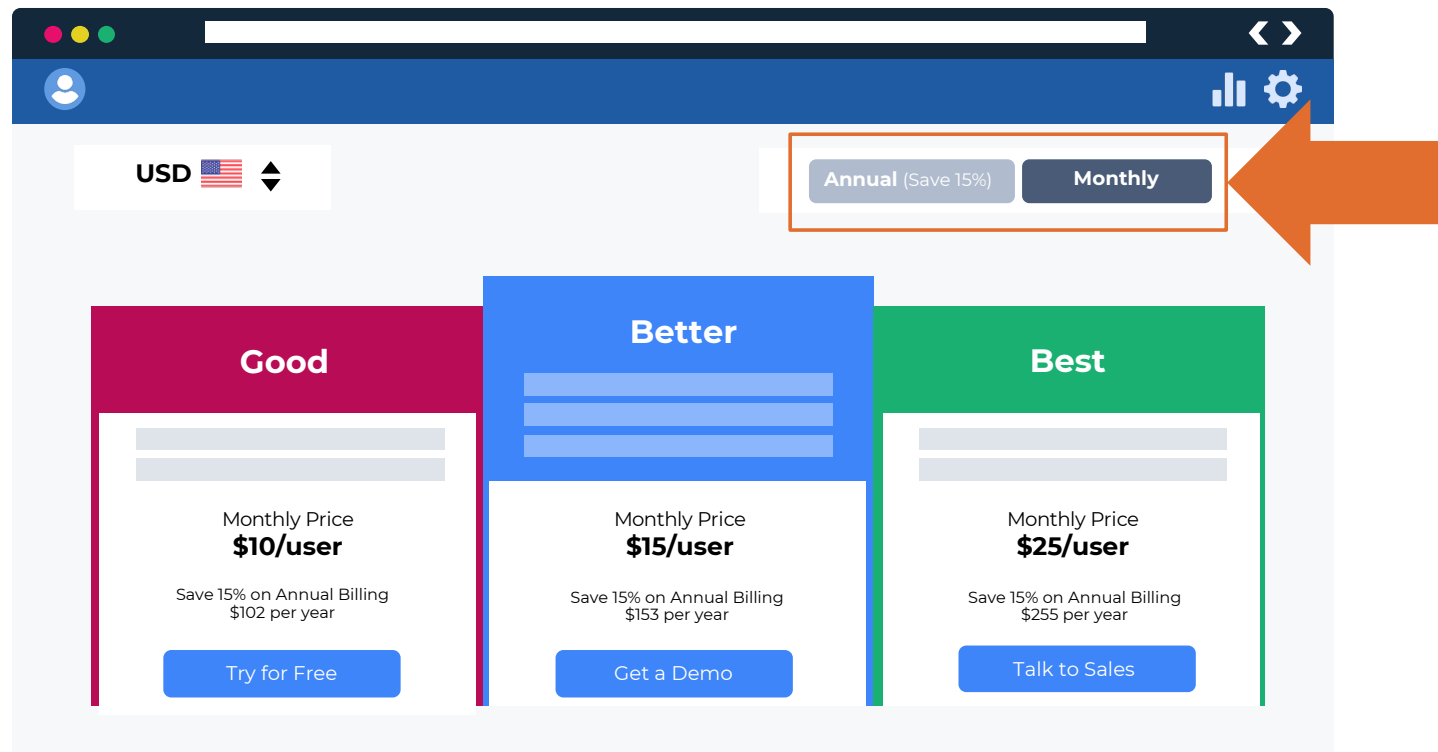 USD
Annual (Save 15%)
Monthly
Good
Better
Best
Monthly Price
$10/user
Save 15% on Annual Billing
$102 per year
Try for Free
Monthly Price
$15/user
Save 15% on Annual Billing
$153 per year
Get a Demo
Monthly Price
$25/user
Save 15% on Annual Billing
$255 per year
Talk to Sales